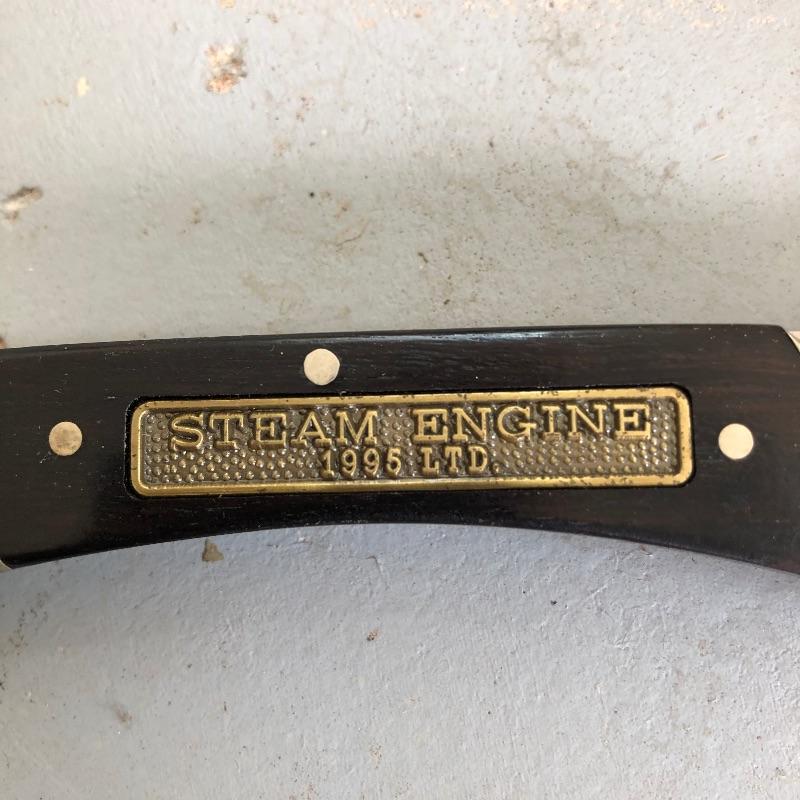 STEAM ENGINE
1995 LTD.